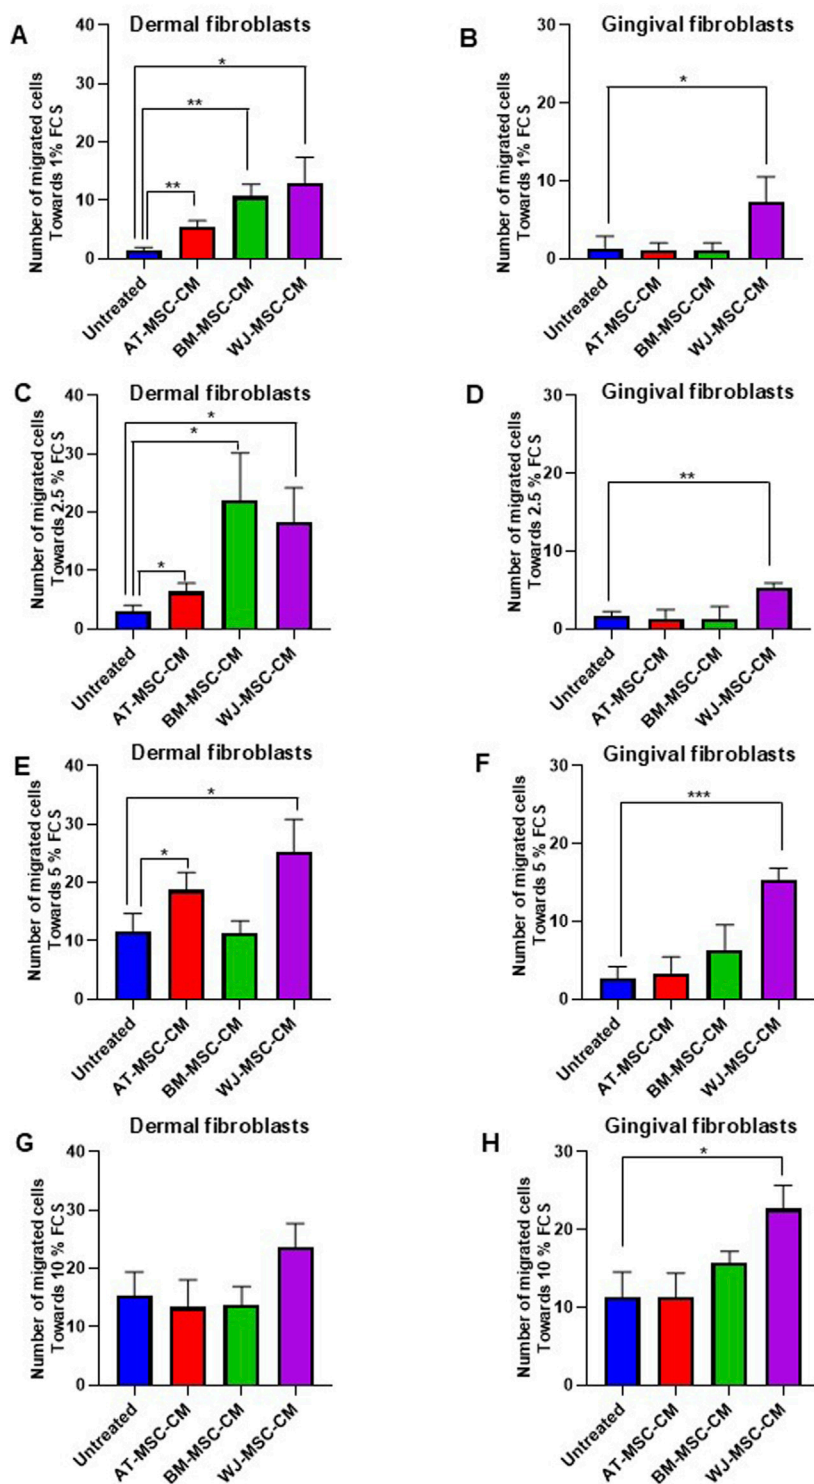 A
Dermal fibroblasts
Number of migrated cells
Towards 1% FCS
40
30
20
10
0
*
**
**
Untreated
AT-MSC-CM
BM-MSC-CM
WJ-MSC-CM
B
Gingival fibroblasts
Number of migrated cells
Towards 1% FCS
30
20
10
0
*
Untreated
AT-MSC-CM
BM-MSC-CM
WJ-MSC-CM
C
Dermal fibroblasts
Number of migrated cells
Towards 2.5 % FCS
40
30
20
10
0
*
*
*
Untreated
AT-MSC-CM
BM-MSC-CM
WJ-MSC-CM
D
Gingival fibroblasts
Number of migrated cells
Towards 2.5 % FCS
30
20
10
0
**
Untreated
AT-MSC-CM
BM-MSC-CM
WJ-MSC-CM
E
Dermal fibroblasts
Number of migrated cells
Towards 5 % FCS
40
30
20
10
0
*
*
Untreated
AT-MSC-CM
BM-MSC-CM
WJ-MSC-CM
F
Gingival fibroblasts
Number of migrated cells
Towards 5 % FCS
30
20
10
0
***
Untreated
AT-MSC-CM
BM-MSC-CM
WJ-MSC-CM
G
Dermal fibroblasts
Number of migrated cells
Towards 10 % FCS
40
30
20
10
0
Untreated
AT-MSC-CM
BM-MSC-CM
WJ-MSC-CM
H
Gingival fibroblasts
Number of migrated cells
Towards 10 % FCS
30
20
10
0
*
Untreated
AT-MSC-CM
BM-MSC-CM
WJ-MSC-CM